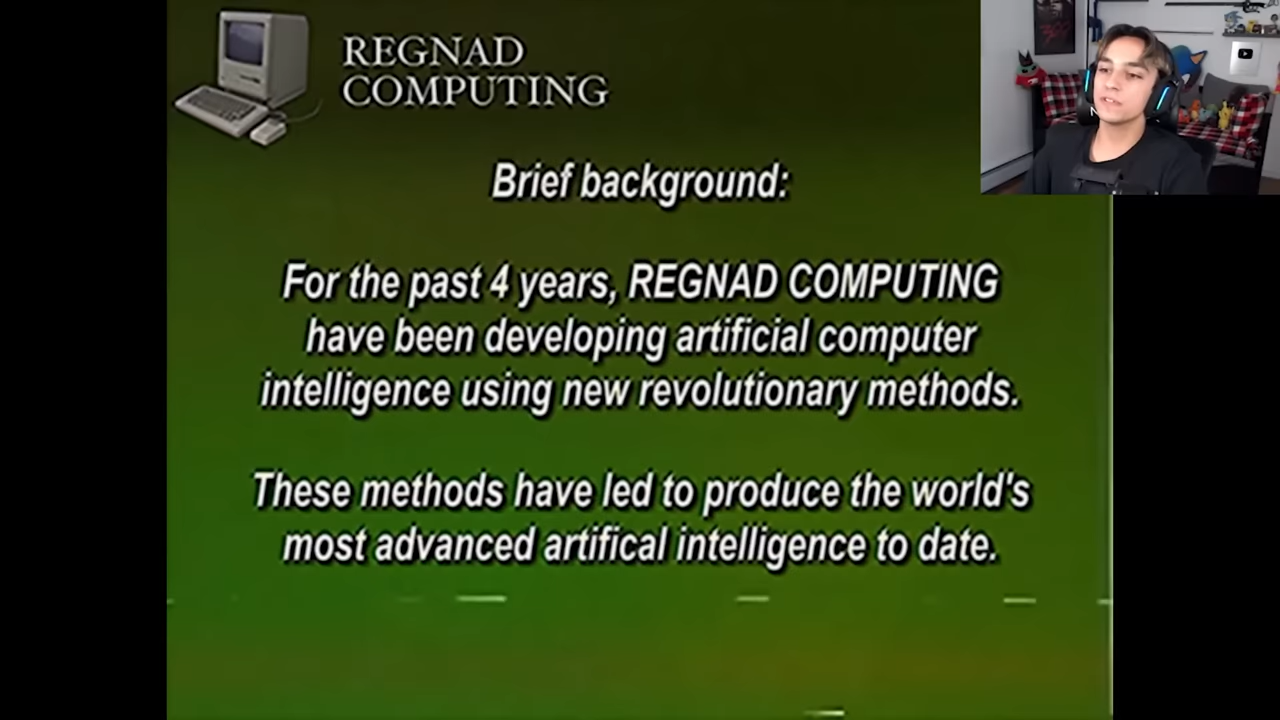 REGNAD
COMPUTING
Brief background:
For the past 4 years, REGNAD COMPUTING
have been developing artificial computer
intelligence using new revolutionary methods.
These methods have led to produce the world's
most advanced artifical intelligence to date.